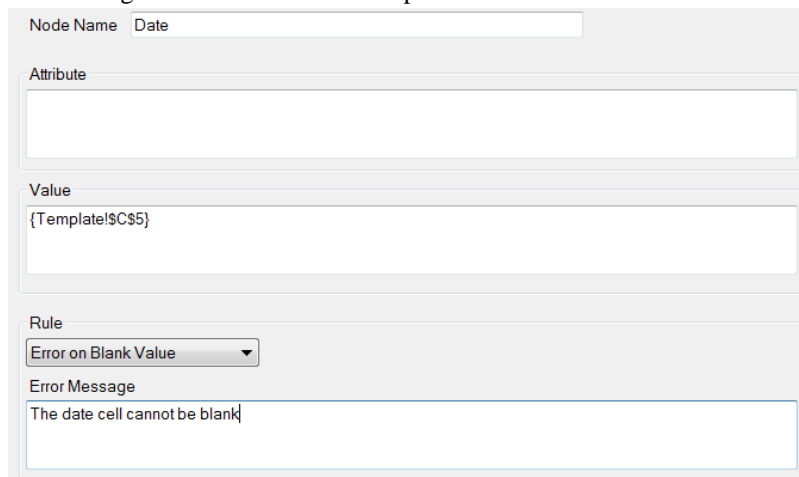 Node Name Date
Attribute
Value
{Template!$C$5}
Rule
Error on Blank Value
Error Message
The date cell cannot be blank